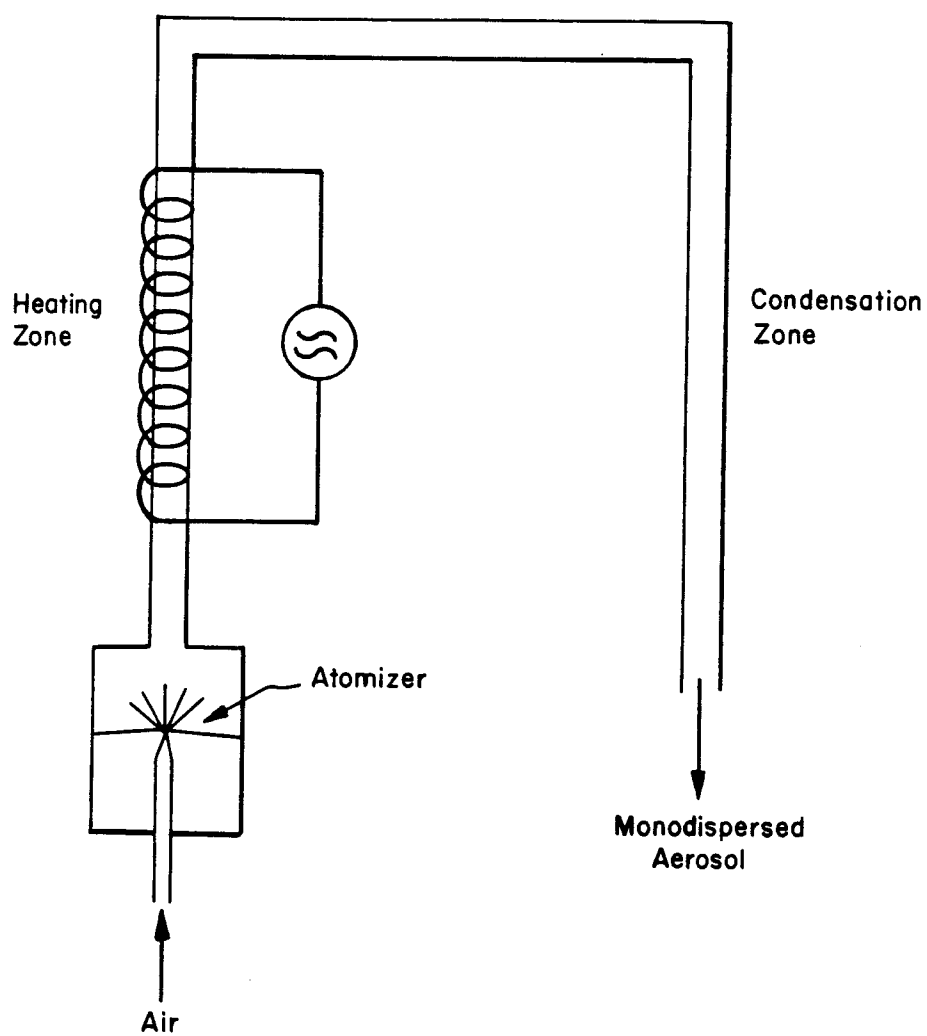 Heating
Zone
Condensation
Zone
Atomizer
Monodispersed
Aerosol
Air